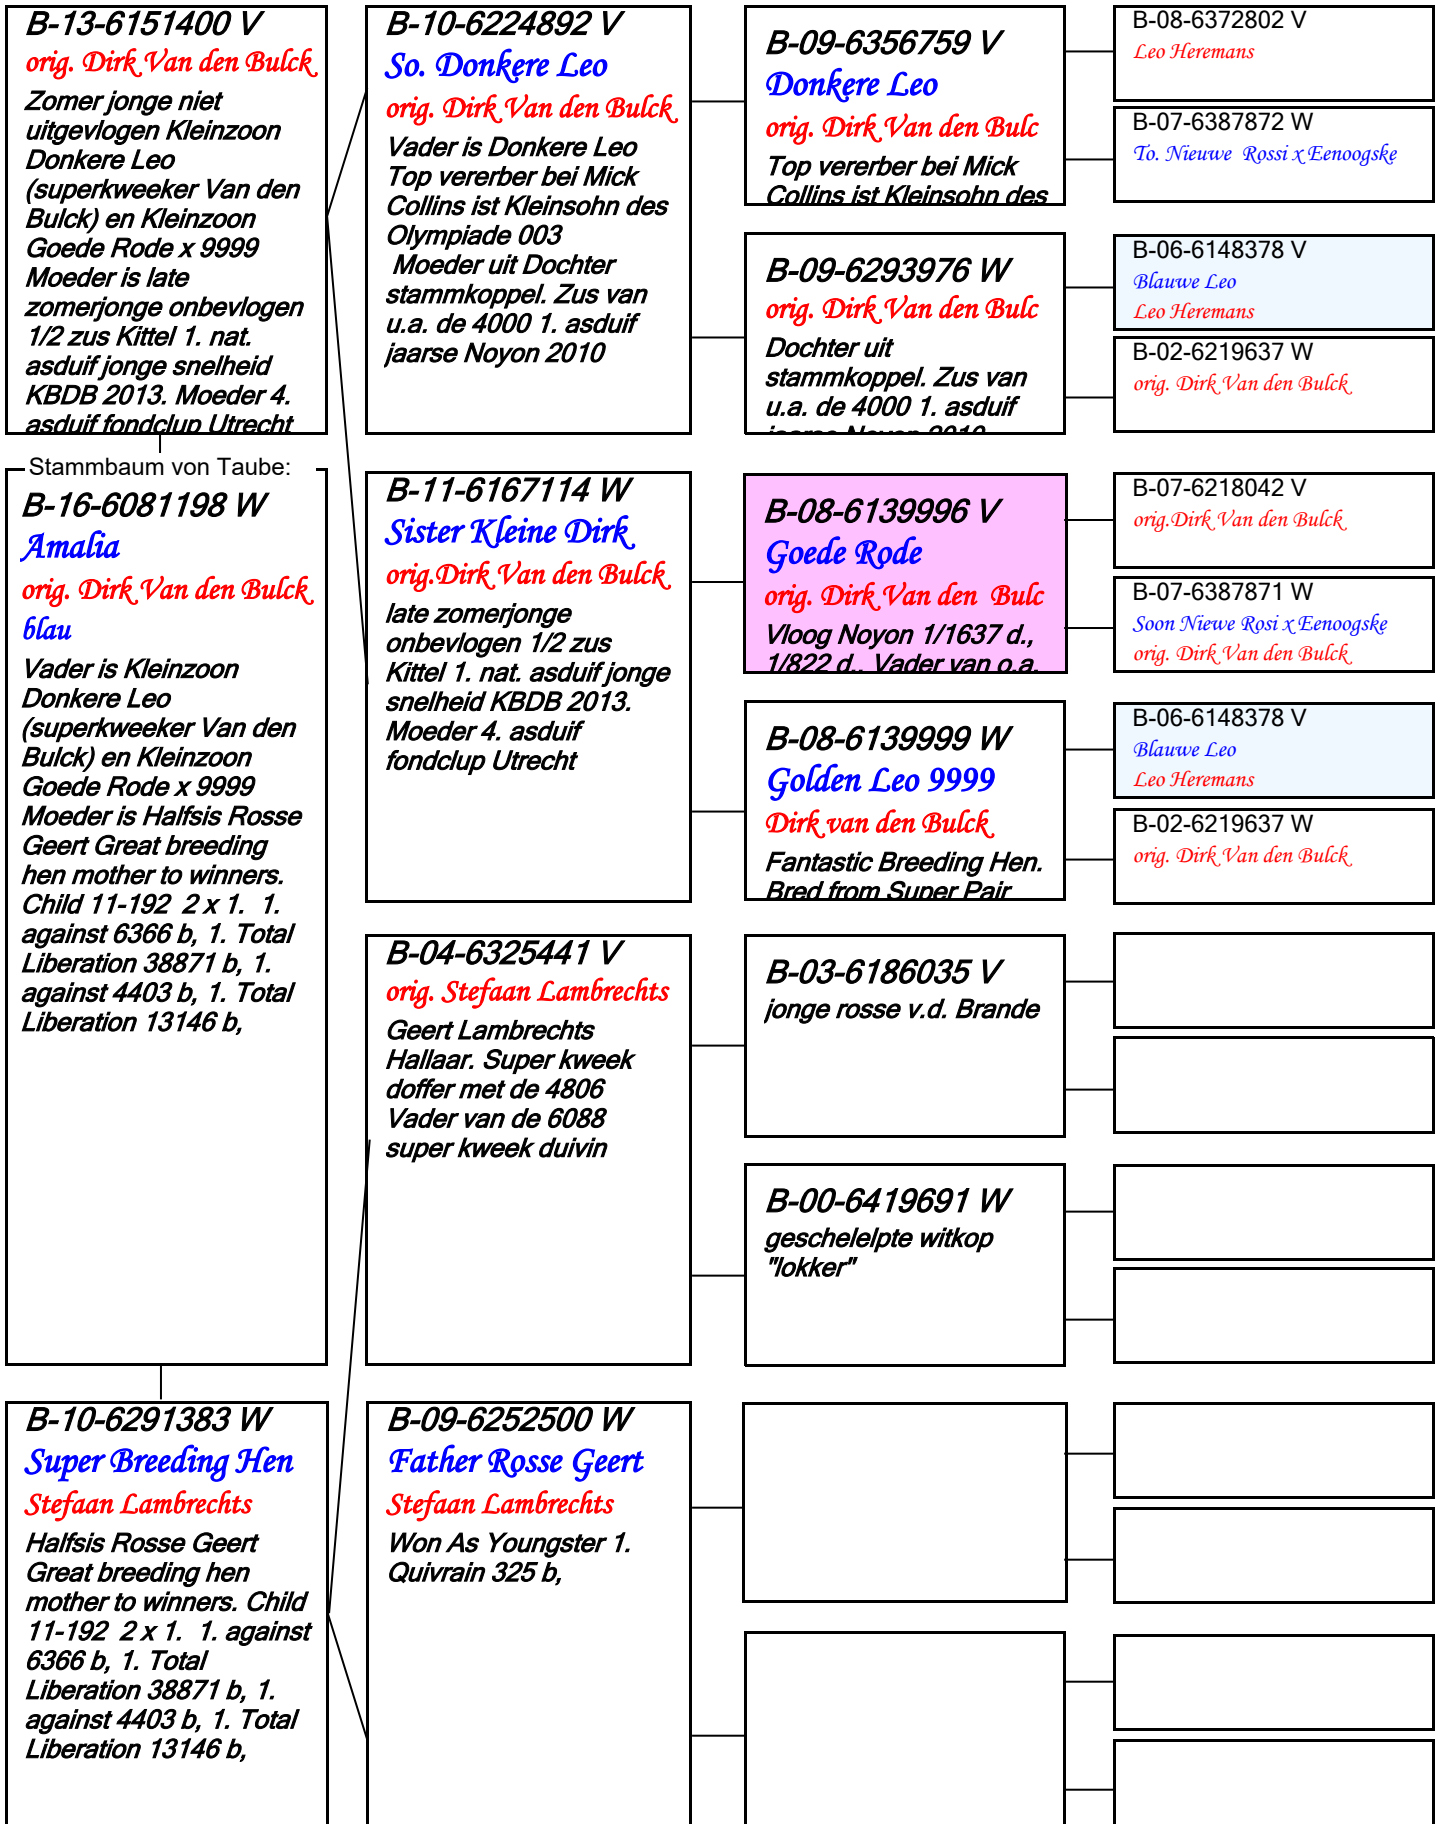 B-13-6151400 V
orig. Dirk Van den Bulck
Zomer jonge niet
uitgevlogen Kleinzoon
Donkere Leo
(superkweeker Van den
Bulck) en Kleinzoon
Goede Rode x 9999
Moeder is late
zomerjonge onbevlogen
1/2 zus Kittel 1. nat.
asduif jonge snelheid
KBDB 2013. Moeder 4.
asduif fondclup Utrecht
Stammbaum von Taube:
B-16-6081198 W
Amalia
orig. Dirk Van den Bulck
blau
Vader is Kleinzoon
Donkere Leo
(superkweeker Van den
Bulck) en Kleinzoon
Goede Rode x 9999
Moeder is Halfsis Rosse
Geert Great breeding
hen mother to winners.
Child 11-192  2 x 1.  1.
against 6366 b, 1. Total
Liberation 38871 b, 1.
against 4403 b, 1. Total
Liberation 13146 b,
B-10-6291383 W
Super Breeding Hen
Stefaan Lambrechts
Halfsis Rosse Geert
Great breeding hen
mother to winners. Child
11-192  2 x 1.  1. against
6366 b, 1. Total
Liberation 38871 b, 1.
against 4403 b, 1. Total
Liberation 13146 b,
B-10-6224892 V
So. Donkere Leo
orig. Dirk Van den Bulck
Vader is Donkere Leo
Top vererber bei Mick
Collins ist Kleinsohn des
Olympiade 003
Moeder uit Dochter
stammkoppel. Zus van
u.a. de 4000 1. asduif
jaarse Noyon 2010
B-11-6167114 W
Sister Kleine Dirk
orig.Dirk Van den Bulck
late zomerjonge
onbevlogen 1/2 zus
Kittel 1. nat. asduif jonge
snelheid KBDB 2013.
Moeder 4. asduif
fondclup Utrecht
B-04-6325441 V
orig. Stefaan Lambrechts
Geert Lambrechts
Hallaar. Super kweek
doffer met de 4806
Vader van de 6088
super kweek duivin
B-09-6252500 W
Father Rosse Geert
Stefaan Lambrechts
Won As Youngster 1.
Quivrain 325 b,
B-09-6356759 V
Donkere Leo
orig. Dirk Van den Bulc
Top vererber bei Mick
Collins ist Kleinsohn des
B-09-6293976 W
orig. Dirk Van den Bulc
Dochter uit
stammkoppel. Zus van
u.a. de 4000 1. asduif
jaarse Noyon 2010
B-08-6139996 V
Goede Rode
orig. Dirk Van den  Bulc
Vloog Noyon 1/1637 d.,
1/822 d.. Vader van o.a.
B-08-6139999 W
Golden Leo 9999
Dirk van den Bulck
Fantastic Breeding Hen.
Bred from Super Pair
B-03-6186035 V
jonge rosse v.d. Brande
B-00-6419691 W
geschelelpte witkop
"lokker"
B-08-6372802 V
Leo Heremans
B-07-6387872 W
To. Nieuwe  Rossi x Eenoogske
B-06-6148378 V
Blauwe Leo
Leo Heremans
B-02-6219637 W
orig. Dirk Van den Bulck
B-07-6218042 V
orig.Dirk Van den Bulck
B-07-6387871 W
Soon Niewe Rosi x Eenoogske
orig. Dirk Van den Bulck
B-06-6148378 V
Blauwe Leo
Leo Heremans
B-02-6219637 W
orig. Dirk Van den Bulck